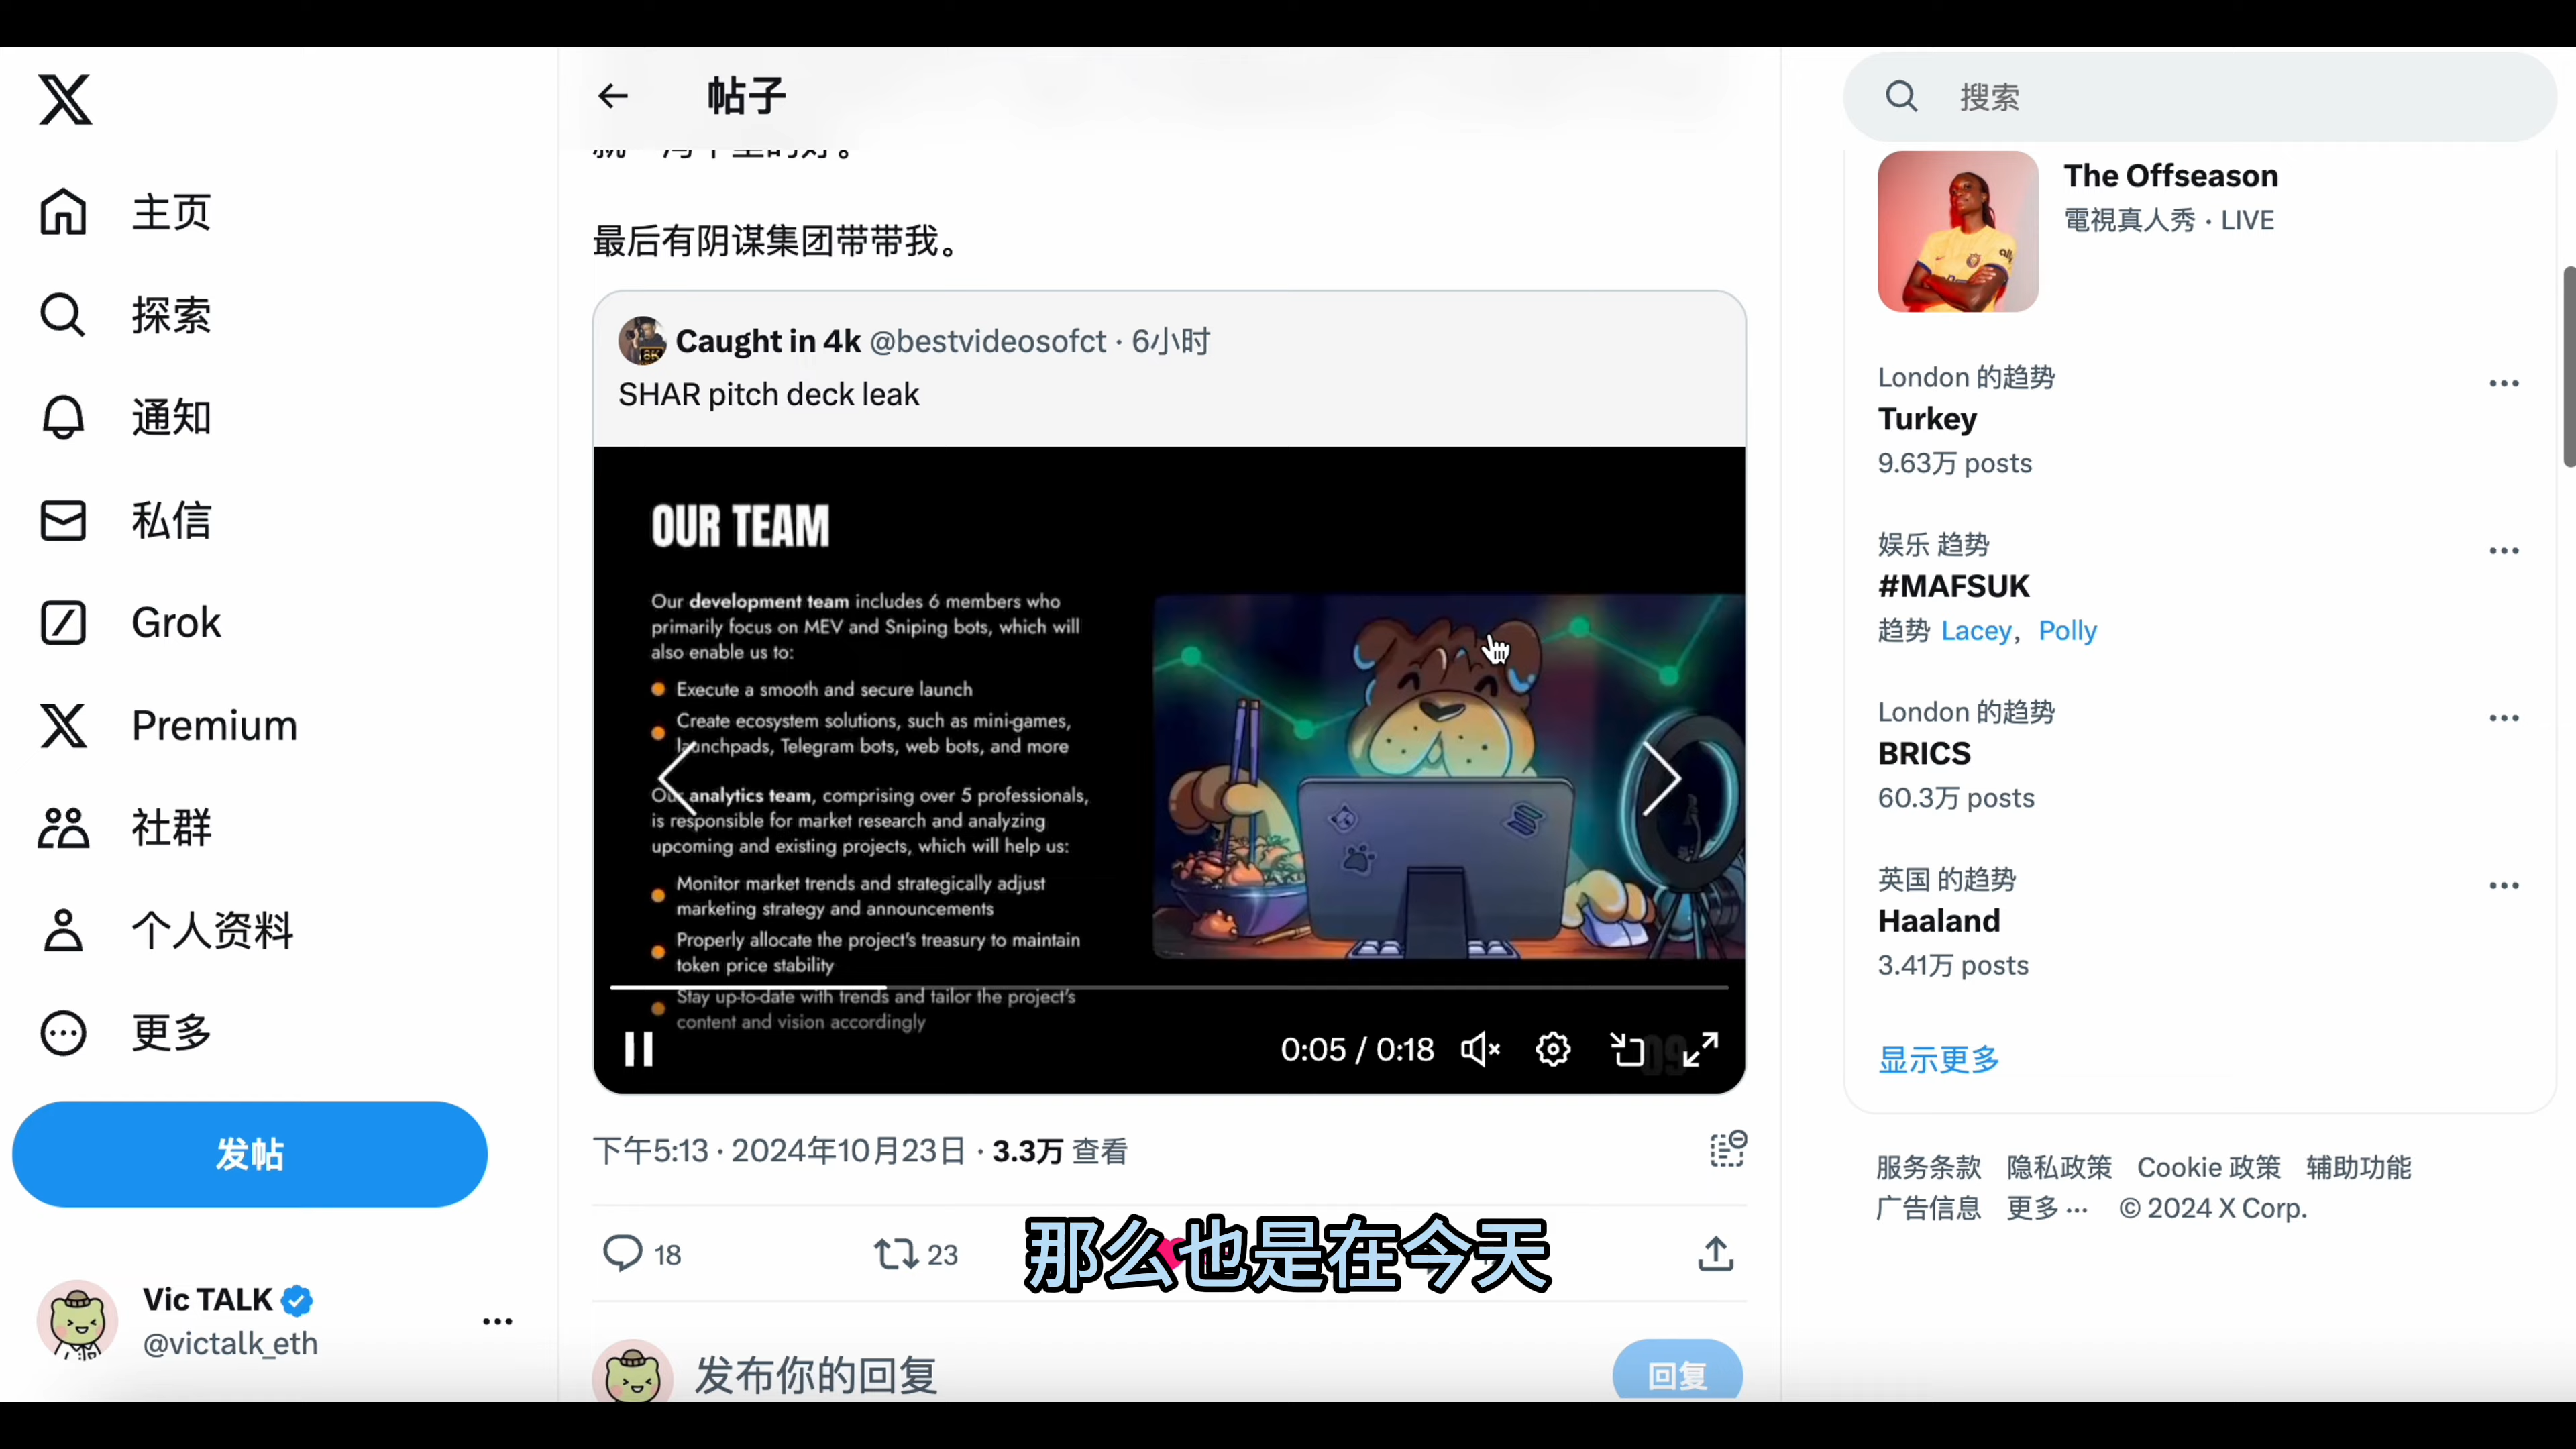 主页
探索
通知
私信
Grok
Premium
社群
个人资料
更多
发帖
Vic TALK
@victalk_eth
帖子
最后有阴谋集团带带我。
Caught in 4k @bestvideosofct · 6小时
SHAR pitch deck leak
OUR TEAM
Our development team includes 6 members who
primarily focus on MEV and Sniping bots, which will
also enable us to:
Execute a smooth and secure launch
Create ecosystem solutions, such as mini-games,
launchpads, Telegram bots, web bots, and more
Our analytics team, comprising over 5 professionals,
is responsible for market research and analyzing
upcoming and existing projects, which will help us:
Monitor market trends and strategically adjust
marketing strategy and announcements
Properly allocate the project's treasury to maintain
token price stability
Stay up-to-date with trends and tailor the project's
content and vision accordingly
09
0:05 / 0:18
下午5:13 · 2024年10月23日 · 3.3万 查看
18
23
那么也是在今天
发布你的回复
回复
搜索
The Offseason
電視真人秀 · LIVE
London 的趋势
Turkey
9.63万 posts
娱乐 趋势
#MAFSUK
趋势 Lacey, Polly
London 的趋势
BRICS
60.3万 posts
英国 的趋势
Haaland
3.41万 posts
显示更多
服务条款 隐私政策 Cookie 政策 辅助功能
广告信息 更多 ··· © 2024 X Corp.